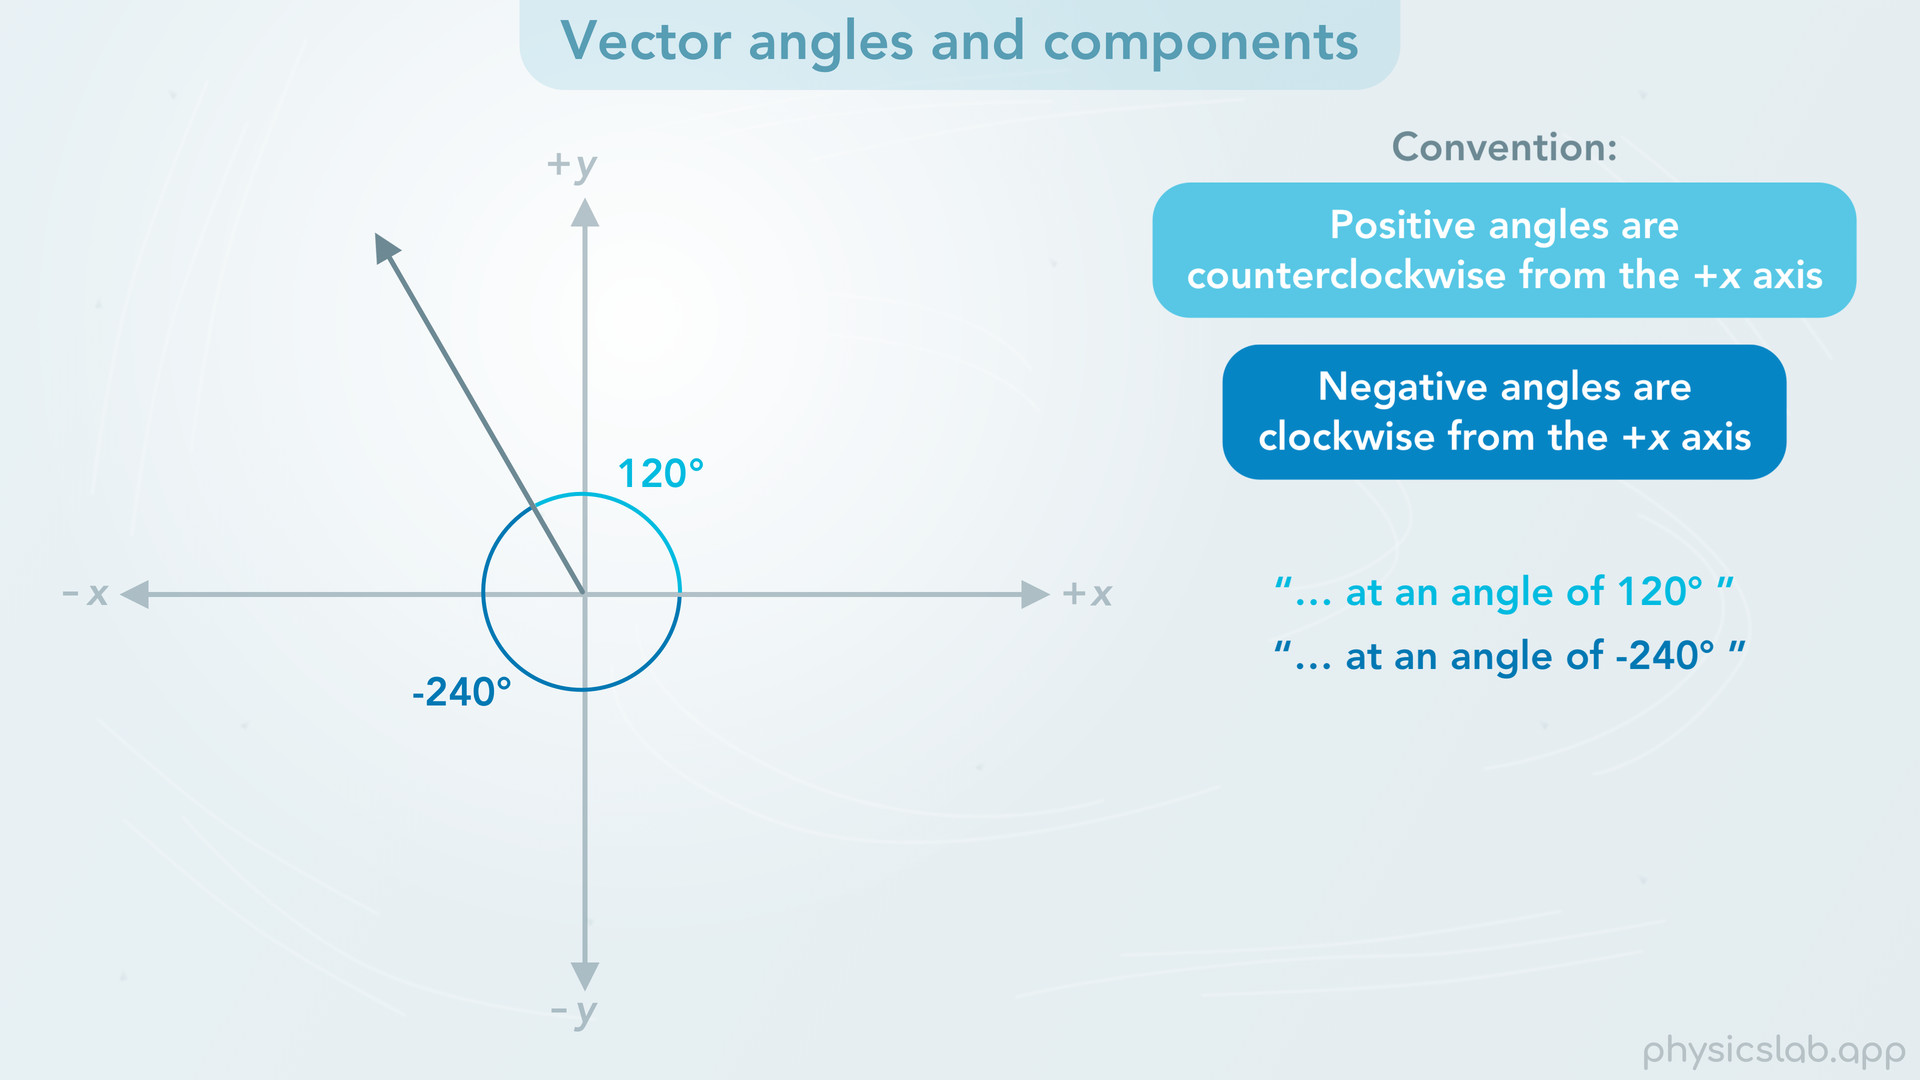 Vector angles and components
Convention:
Positive angles are
counterclockwise from the +x axis
Negative angles are
clockwise from the +x axis
+y
120°
-x
+x
-240°
-y
“... at an angle of 120° ”
“... at an angle of -240° ”
physicslab.app